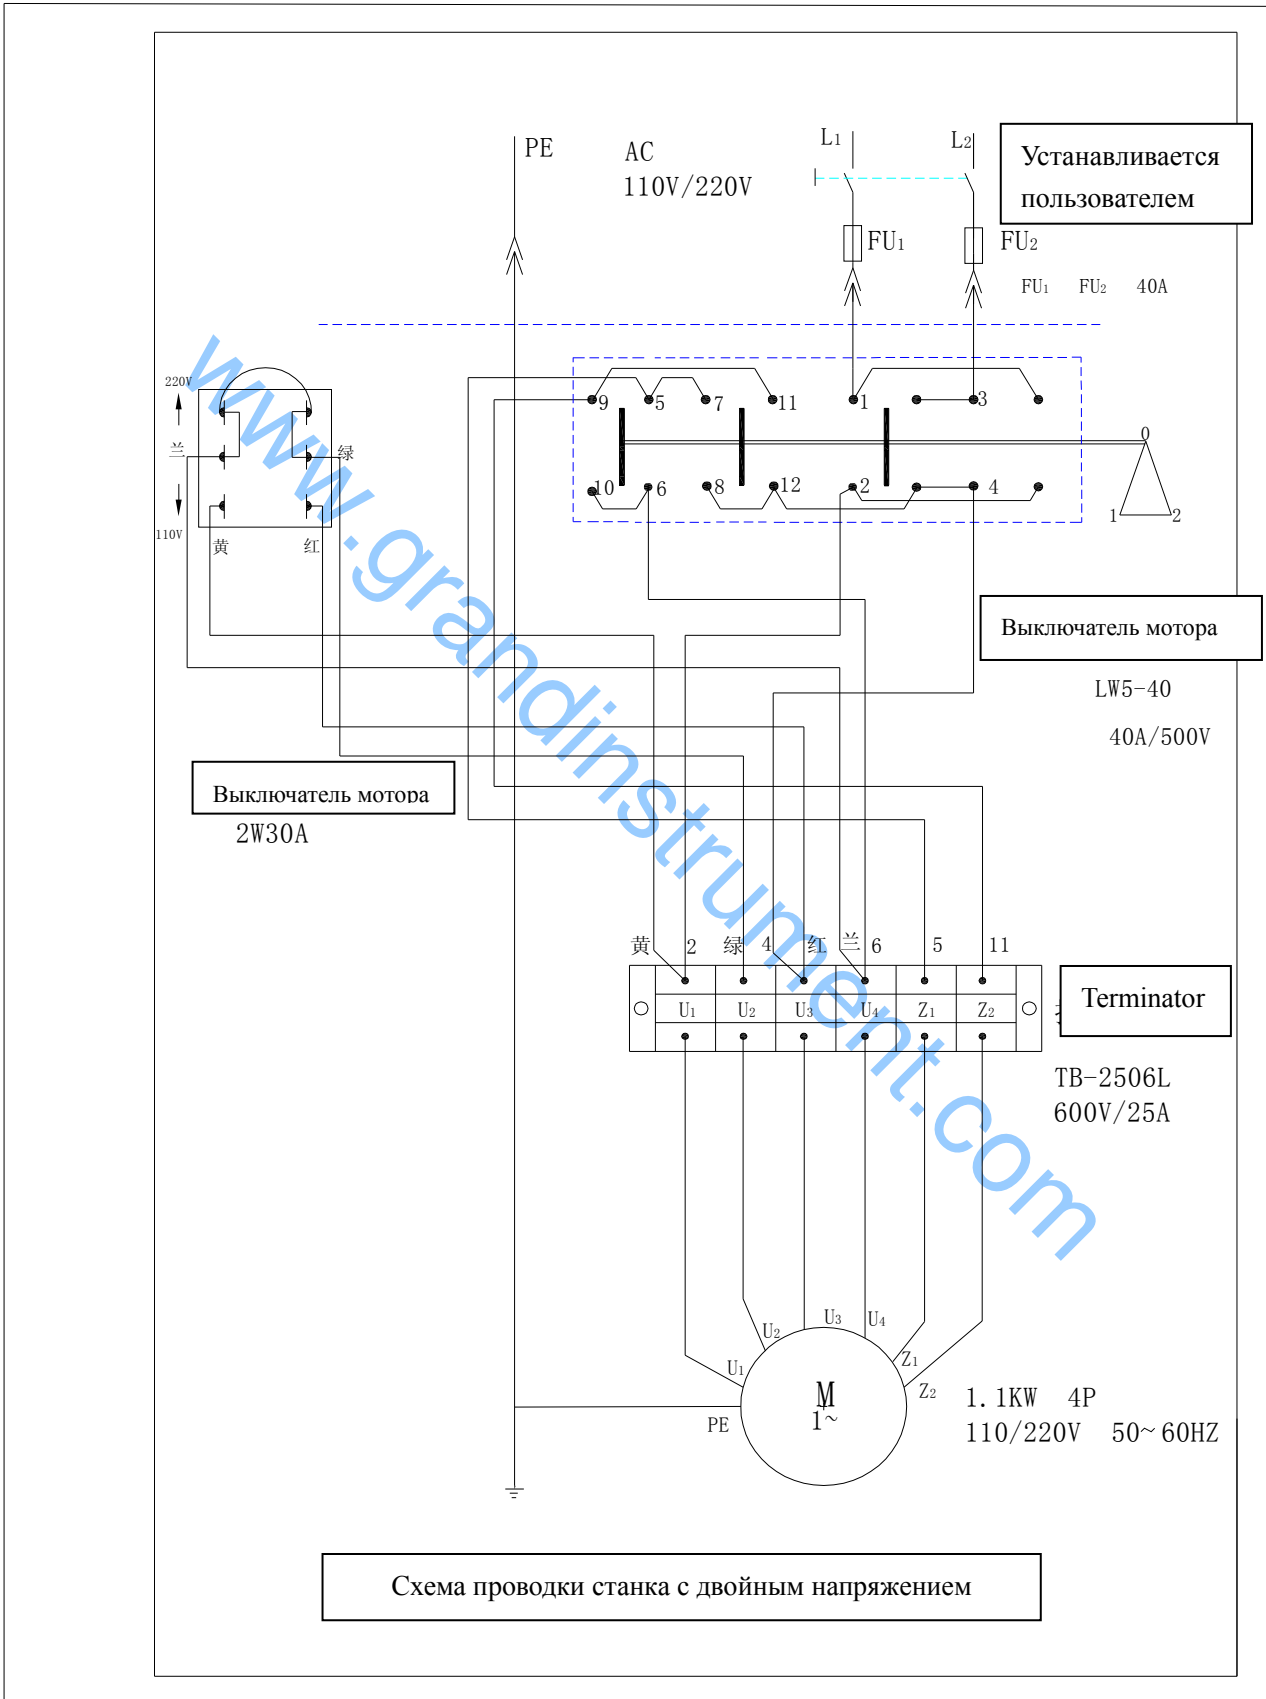 PE
AC
110V/220V
L1
L2
Устанавливается
пользователем
FU1
FU2
FU1 FU2 40A
220V
兰
绿
110V
黄
红
9
5
7
11
1
3
10
6
8
12
2
4
0
1
2
Выключатель мотора
LW5-40
40A/500V
Выключатель мотора
2W30A
黄 2 绿 4 红 兰 6 5 11
U1 U2 U3 U4 Z1 Z2
Terminator
TB-2506L
600V/25A
U1
U2
U3
U4
Z1
Z2
M
1~
PE
1.1KW 4P
110/220V 50~60HZ
Схема проводки станка с двойным напряжением
www.grandinstrument.com